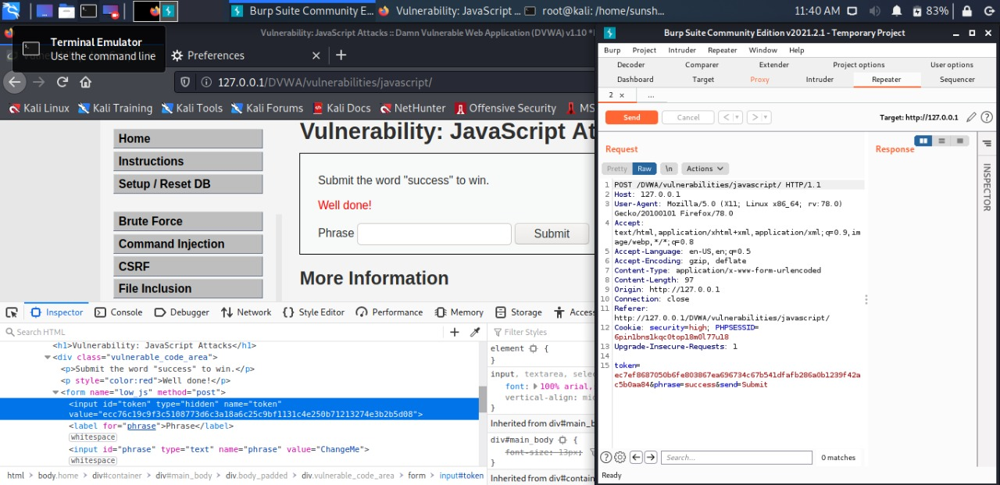 Burp Suite Community E...
Vulnerability: JavaScript ...
root@kali: /home/sunsh...
11:40 AM
83%
Terminal Emulator
Use the command line
Vulnerability: JavaScript Attacks :: Damn Vulnerable Web Application (DVWA) v1.10 *
Preferences
127.0.0.1/DVWA/vulnerabilities/javascript/
Kali Linux
Kali Training
Kali Tools
Kali Forums
Kali Docs
NetHunter
Offensive Security
MS
Home
Instructions
Setup / Reset DB
Brute Force
Command Injection
CSRF
File Inclusion
Vulnerability: JavaScript At
Submit the word "success" to win.
Well done!
Phrase
Submit
More Information
Inspector
Console
Debugger
Network
{} Style Editor
Performance
Memory
Storage
Access
Search HTML
+
<h1>Vulnerability: JavaScript Attacks</h1>
<div class="vulnerable_code_area">
<p>Submit the word "success" to win.</p>
<p style="color:red">Well done!</p>
<form name="low_js" method="post">
<input id="token" type="hidden" name="token"
value="ecc76c19c9f3c5108773d6c3a18a6c25c9bf1131c4e250b71213274e3b2b5d08">
<label for="phrase">Phrase</label>
whitespace
<input id="phrase" type="text" name="phrase" value="ChangeMe">
whitespace
html > body.home > div#container > div#main_body > div.body_padded > div.vulnerable_code_area > form > input#token
Filter Styles
element {
}
input, textarea, selec
font: 100% arial,
vertical-align: mid
}
Inherited from div#main_b
div#main_body {
font-size: 13px;
}
Inherited from div#contain
Burp Suite Community Edition v2021.2.1 - Temporary Project
Burp
Project
Intruder
Repeater
Window
Help
Decoder
Comparer
Extender
Project options
User options
Dashboard
Target
Proxy
Intruder
Repeater
Sequencer
2 ×
...
Send
Cancel
<
>
Target: http://127.0.0.1
Request
Response
Pretty
Raw
\n
Actions
INSPECTOR
1 POST /DVWA/vulnerabilities/javascript/ HTTP/1.1
2 Host: 127.0.0.1
3 User-Agent: Mozilla/5.0 (X11; Linux x86_64; rv:78.0)
Gecko/20100101 Firefox/78.0
4 Accept:
text/html,application/xhtml+xml,application/xml;q=0.9,im
age/webp,*/*;q=0.8
5 Accept-Language: en-US,en;q=0.5
6 Accept-Encoding: gzip, deflate
7 Content-Type: application/x-www-form-urlencoded
8 Content-Length: 97
9 Origin: http://127.0.0.1
10 Connection: close
11 Referer:
http://127.0.0.1/DVWA/vulnerabilities/javascript/
12 Cookie: security=high; PHPSESSID=
6pin1bns1kqc0top18m0l77u18
13 Upgrade-Insecure-Requests: 1
14
15 token=
ec7ef8687050b6fe803867ea696734c67b541dfafb286a0b1239f42a
c5b0aa84&phrase=success&send=Submit
Search...
0 matches
Ready